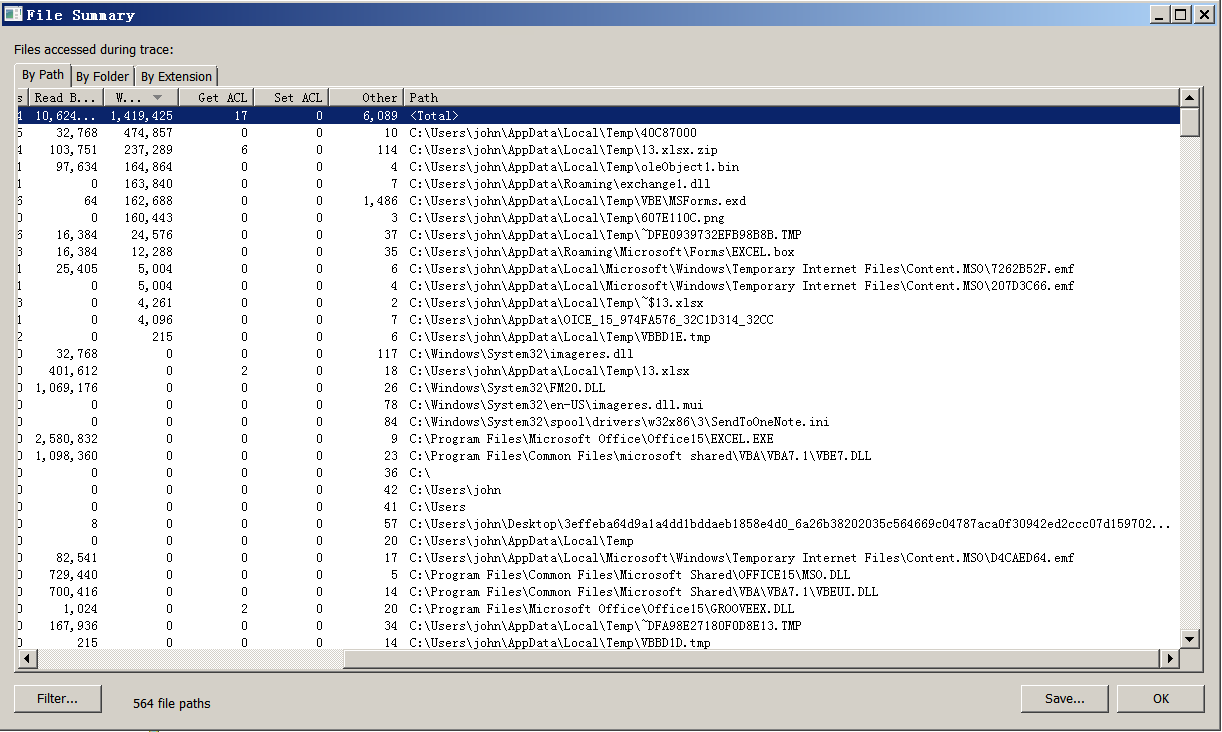 File Summary
Files accessed during trace:
By Path By Folder By Extension
s Read B... W... Get ACL Set ACL Other Path
4 10,624... 1,419,425 17 0 6,089 <Total>
5 32,768 474,857 0 0 10 C:\Users\john\AppData\Local\Temp\40C87000
4 103,751 237,289 6 0 114 C:\Users\john\AppData\Local\Temp\13.xlsx.zip
1 97,634 164,864 0 0 4 C:\Users\john\AppData\Local\Temp\oleObject1.bin
1 0 163,840 0 0 7 C:\Users\john\AppData\Roaming\exchange1.dll
6 64 162,688 0 0 1,486 C:\Users\john\AppData\Local\Temp\VBE\MSForms.exd
0 0 160,443 0 0 3 C:\Users\john\AppData\Local\Temp\607E110C.png
6 16,384 24,576 0 0 37 C:\Users\john\AppData\Local\Temp\~DFE0939732EFB98B8B.TMP
3 16,384 12,288 0 0 35 C:\Users\john\AppData\Roaming\Microsoft\Forms\EXCEL.box
1 25,405 5,004 0 0 6 C:\Users\john\AppData\Local\Microsoft\Windows\Temporary Internet Files\Content.MSO\7262B52F.emf
1 0 5,004 0 0 4 C:\Users\john\AppData\Local\Microsoft\Windows\Temporary Internet Files\Content.MSO\207D3C66.emf
3 0 4,261 0 0 2 C:\Users\john\AppData\Local\Temp\~$13.xlsx
1 0 4,096 0 0 7 C:\Users\john\AppData\OICE_15_974FA576_32C1D314_32CC
2 0 215 0 0 6 C:\Users\john\AppData\Local\Temp\VBBD1E.tmp
0 32,768 0 0 0 117 C:\Windows\System32\imageres.dll
0 401,612 0 2 0 18 C:\Users\john\AppData\Local\Temp\13.xlsx
0 1,069,176 0 0 0 26 C:\Windows\System32\FM20.DLL
0 0 0 0 0 78 C:\Windows\System32\en-US\imageres.dll.mui
0 0 0 0 0 84 C:\Windows\System32\spool\drivers\w32x86\3\SendToOneNote.ini
0 2,580,832 0 0 0 9 C:\Program Files\Microsoft Office\Office15\EXCEL.EXE
0 1,098,360 0 0 0 23 C:\Program Files\Common Files\microsoft shared\VBA\VBA7.1\VBE7.DLL
0 0 0 0 0 36 C:\
0 0 0 0 0 42 C:\Users\john
0 0 0 0 0 41 C:\Users
0 8 0 0 0 57 C:\Users\john\Desktop\3effeba64d9a1a4dd1bddaeb1858e4d0_6a26b38202035c564669c04787aca0f30942ed2ccc07d159702...
0 0 0 0 0 20 C:\Users\john\AppData\Local\Temp
0 82,541 0 0 0 17 C:\Users\john\AppData\Local\Microsoft\Windows\Temporary Internet Files\Content.MSO\D4CAED64.emf
0 729,440 0 0 0 5 C:\Program Files\Common Files\Microsoft Shared\OFFICE15\MSO.DLL
0 700,416 0 0 0 14 C:\Program Files\Common Files\Microsoft Shared\VBA\VBA7.1\VBEUI.DLL
0 1,024 0 2 0 20 C:\Program Files\Microsoft Office\Office15\GROOVEEX.DLL
0 167,936 0 0 0 34 C:\Users\john\AppData\Local\Temp\~DFA98E27180F0D8E13.TMP
0 215 0 0 0 14 C:\Users\john\AppData\Local\Temp\VBBD1D.tmp
Filter... 564 file paths Save... OK